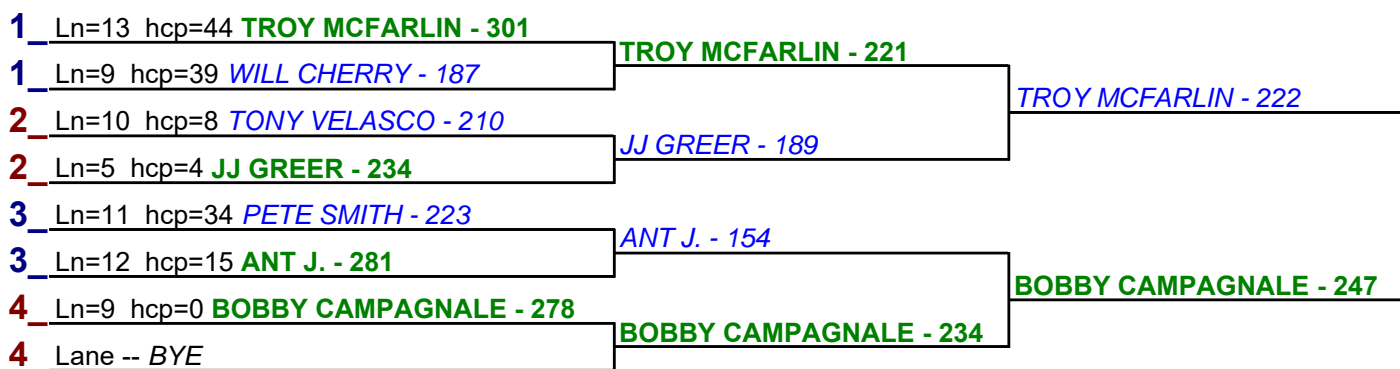 1_ Ln=13 hcp=44 TROY MCFARLIN - 301
TROY MCFARLIN - 221
1_ Ln=9 hcp=39 WILL CHERRY - 187
TROY MCFARLIN - 222
2_ Ln=10 hcp=8 TONY VELASCO - 210
JJ GREER - 189
2_ Ln=5 hcp=4 JJ GREER - 234
3_ Ln=11 hcp=34 PETE SMITH - 223
ANT J. - 154
3_ Ln=12 hcp=15 ANT J. - 281
BOBBY CAMPAGNALE - 247
4_ Ln=9 hcp=0 BOBBY CAMPAGNALE - 278
BOBBY CAMPAGNALE - 234
4 Lane -- BYE